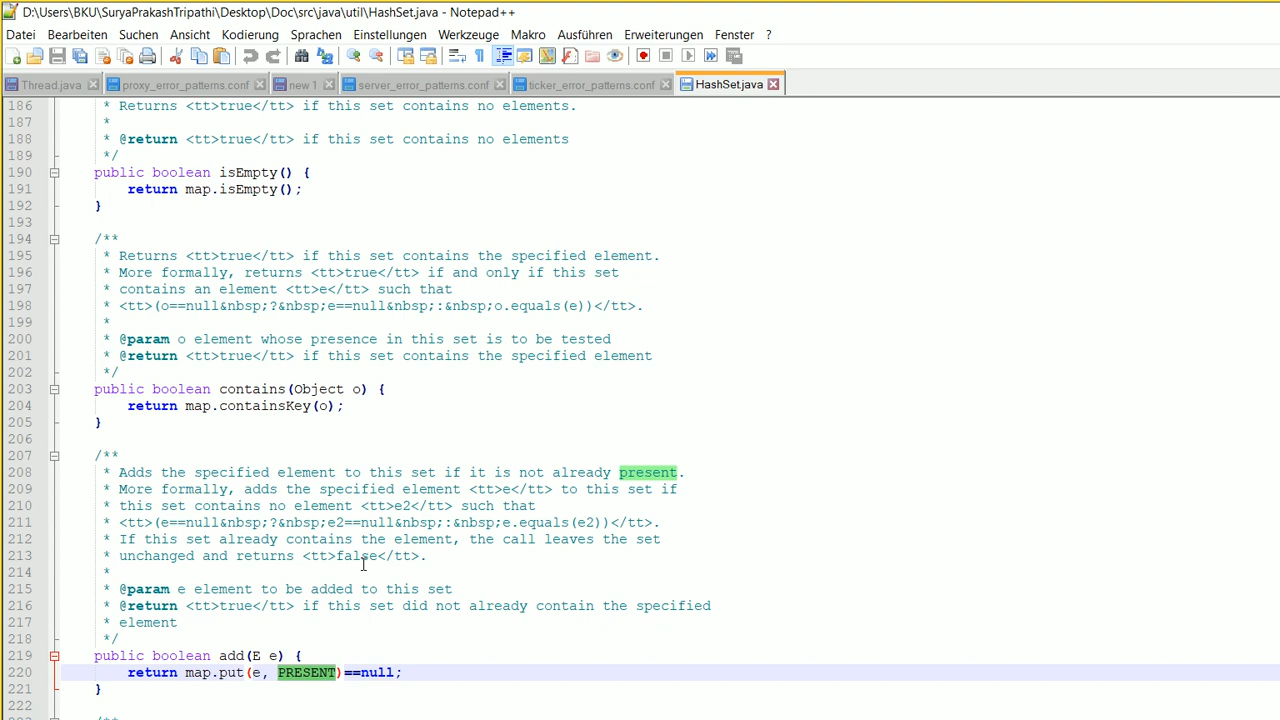 D:\Users\BKU\SuryaPrakashTripathi\Desktop\Doc\src\java\util\HashSet.java - Notepad++
Datei Bearbeiten Suchen Ansicht Kodierung Sprachen Einstellungen Werkzeuge Makro Ausführen Erweiterungen Fenster ?
Thread.java proxy_error_patterns.conf new 1 server_error_patterns.conf ticker_error_patterns.conf HashSet.java
186 * Returns <tt>true</tt> if this set contains no elements.
187 *
188 * @return <tt>true</tt> if this set contains no elements
189 */
190 public boolean isEmpty() {
191 return map.isEmpty();
192 }
193
194 /**
195 * Returns <tt>true</tt> if this set contains the specified element.
196 * More formally, returns <tt>true</tt> if and only if this set
197 * contains an element <tt>e</tt> such that
198 * <tt>(o==null&nbsp;?&nbsp;e==null&nbsp;:&nbsp;o.equals(e))</tt>.
199 *
200 * @param o element whose presence in this set is to be tested
201 * @return <tt>true</tt> if this set contains the specified element
202 */
203 public boolean contains(Object o) {
204 return map.containsKey(o);
205 }
206
207 /**
208 * Adds the specified element to this set if it is not already present.
209 * More formally, adds the specified element <tt>e</tt> to this set if
210 * this set contains no element <tt>e2</tt> such that
211 * <tt>(e==null&nbsp;?&nbsp;e2==null&nbsp;:&nbsp;e.equals(e2))</tt>.
212 * If this set already contains the element, the call leaves the set
213 * unchanged and returns <tt>false</tt>.
214 *
215 * @param e element to be added to this set
216 * @return <tt>true</tt> if this set did not already contain the specified
217 * element
218 */
219 public boolean add(E e) {
220 return map.put(e, PRESENT)==null;
221 }
222